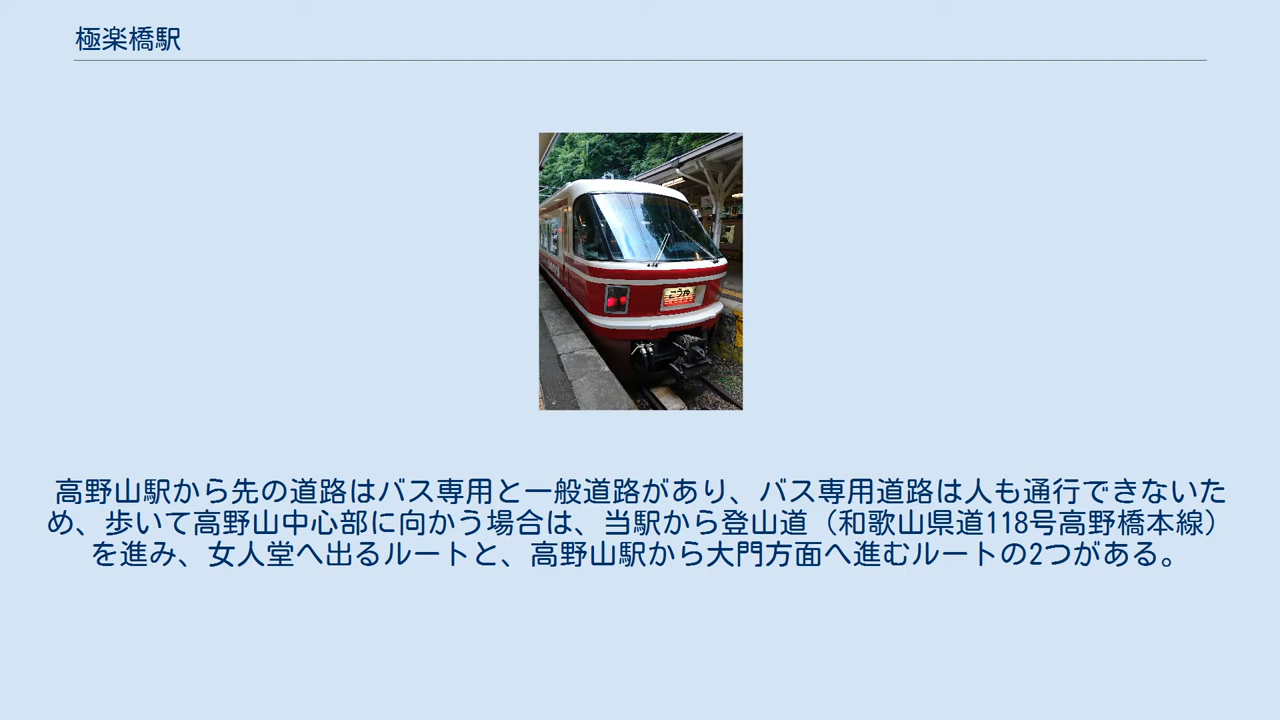 極楽橋駅
こうや
高野山駅から先の道路はバス専用と一般道路があり、バス専用道路は人も通行できないた
め、歩いて高野山中心部に向かう場合は、当駅から登山道（和歌山県道118号高野橋本線）
を進み、女人堂へ出るルートと、高野山駅から大門方面へ進むルートの2つがある。